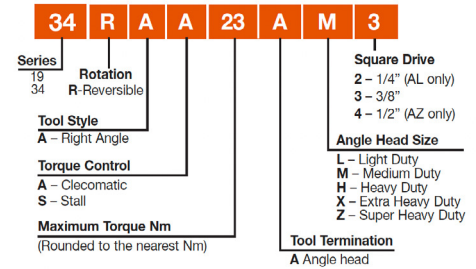 34 R A A 23 A M 3
Series
19
34
Rotation
R-Reversible
Tool Style
A – Right Angle
Torque Control
A – Clecomatic
S – Stall
Maximum Torque Nm
(Rounded to the nearest Nm)
Square Drive
2 – 1/4” (AL only)
3 – 3/8”
4 – 1/2” (AZ only)
Angle Head Size
L – Light Duty
M – Medium Duty
H – Heavy Duty
X – Extra Heavy Duty
Z – Super Heavy Duty
Tool Termination
A Angle head